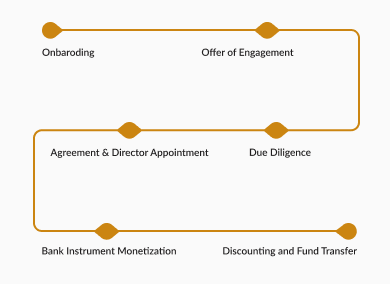 Onbaroding
Offer of Engagement
Agreement & Director Appointment
Due Diligence
Bank Instrument Monetization
Discounting and Fund Transfer